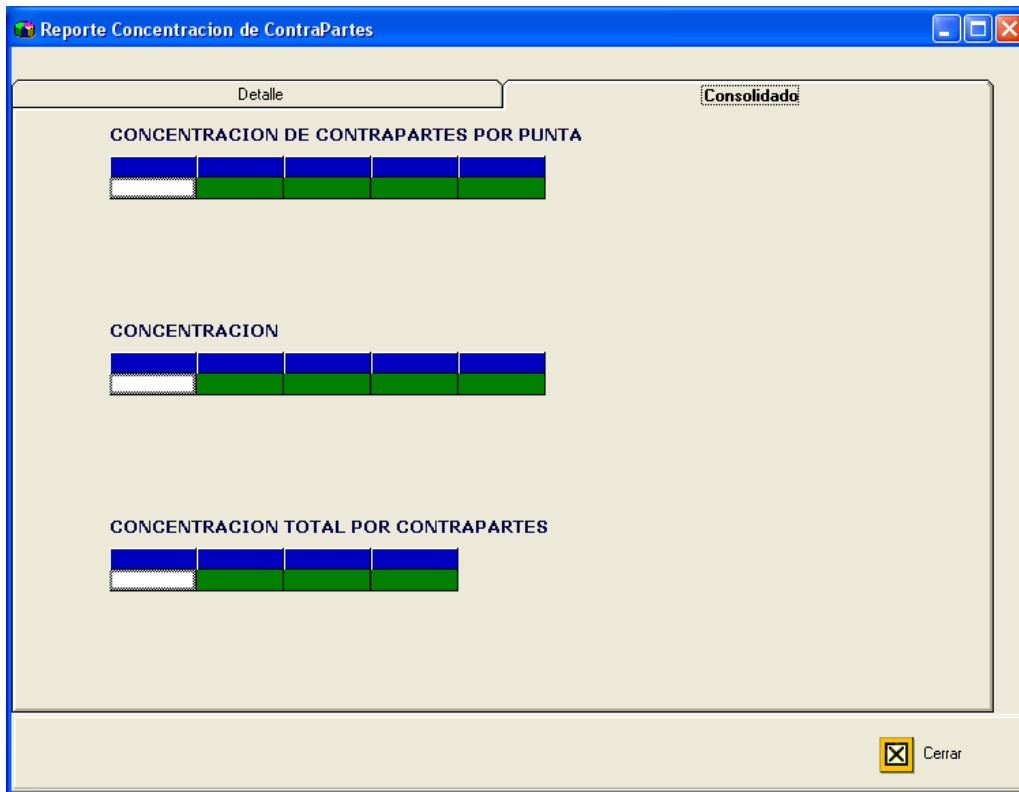 Reporte Concentracion de ContraPartes
Detalle
Consolidado
CONCENTRACION DE CONTRAPARTES POR PUNTA
CONCENTRACION
CONCENTRACION TOTAL POR CONTRAPARTES
Cerrar